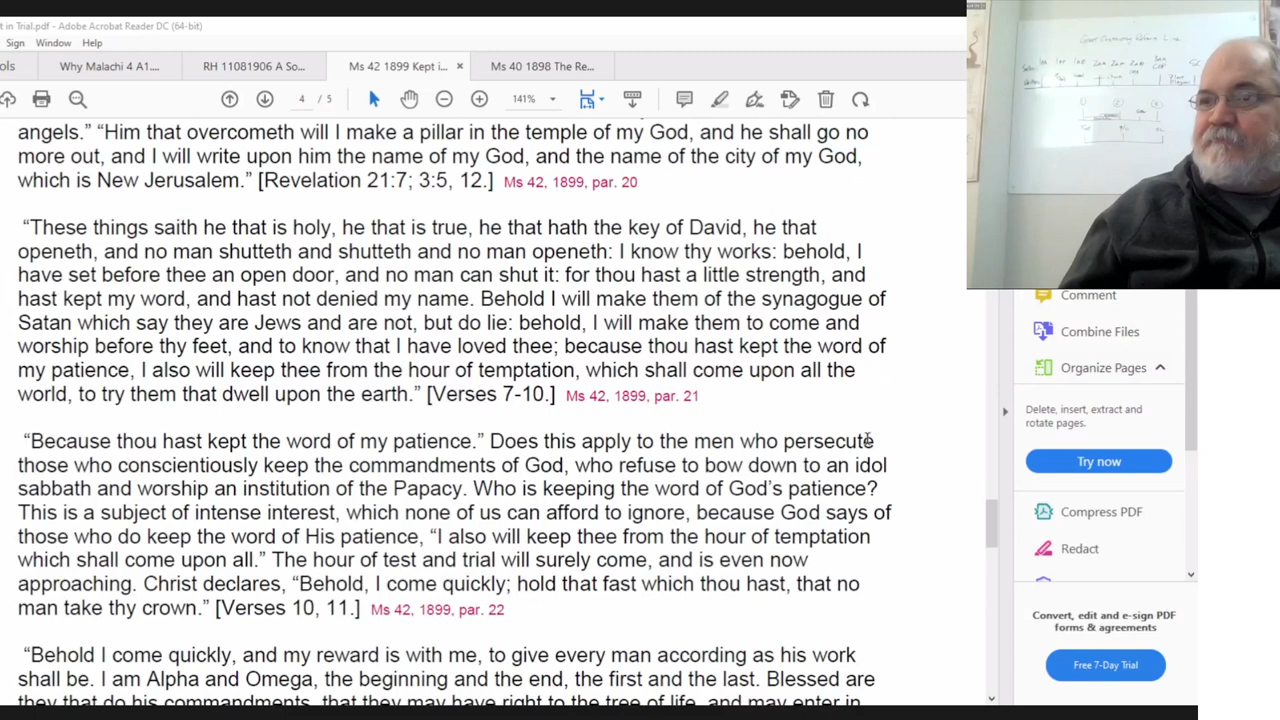 t in Trial.pdf - Adobe Acrobat Reader DC (64-bit)
Sign Window Help
ols Why Malachi 4 A1.... RH 11081906 A So... Ms 42 1899 Kept i... × Ms 40 1898 The Re...
4 / 5 141%
angels.” “Him that overcometh will I make a pillar in the temple of my God, and he shall go no
more out, and I will write upon him the name of my God, and the name of the city of my God,
which is New Jerusalem.” [Revelation 21:7; 3:5, 12.] Ms 42, 1899, par. 20
“These things saith he that is holy, he that is true, he that hath the key of David, he that
openeth, and no man shutteth and shutteth and no man openeth: I know thy works: behold, I
have set before thee an open door, and no man can shut it: for thou hast a little strength, and
hast kept my word, and hast not denied my name. Behold I will make them of the synagogue of
Satan which say they are Jews and are not, but do lie: behold, I will make them to come and
worship before thy feet, and to know that I have loved thee; because thou hast kept the word of
my patience, I also will keep thee from the hour of temptation, which shall come upon all the
world, to try them that dwell upon the earth.” [Verses 7-10.] Ms 42, 1899, par. 21
“Because thou hast kept the word of my patience.” Does this apply to the men who persecute
those who conscientiously keep the commandments of God, who refuse to bow down to an idol
sabbath and worship an institution of the Papacy. Who is keeping the word of God’s patience?
This is a subject of intense interest, which none of us can afford to ignore, because God says of
those who do keep the word of His patience, “I also will keep thee from the hour of temptation
which shall come upon all.” The hour of test and trial will surely come, and is even now
approaching. Christ declares, “Behold, I come quickly; hold that fast which thou hast, that no
man take thy crown.” [Verses 10, 11.] Ms 42, 1899, par. 22
“Behold I come quickly, and my reward is with me, to give every man according as his work
shall be. I am Alpha and Omega, the beginning and the end, the first and the last. Blessed are
they that do his commandments, that they may have right to the tree of life, and may enter in
Comment
Combine Files
Organize Pages
Delete, insert, extract and
rotate pages.
Try now
Compress PDF
Redact
Convert, edit and e-sign PDF
forms & agreements
Free 7-Day Trial